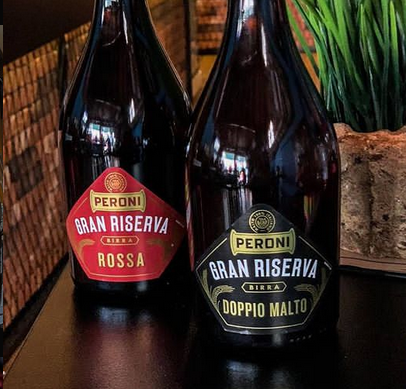 PERONI
GRAN RISERVA
BIRRA
ROSSA
PERONI
GRAN RISERVA
BIRRA
DOPPIO MALTO